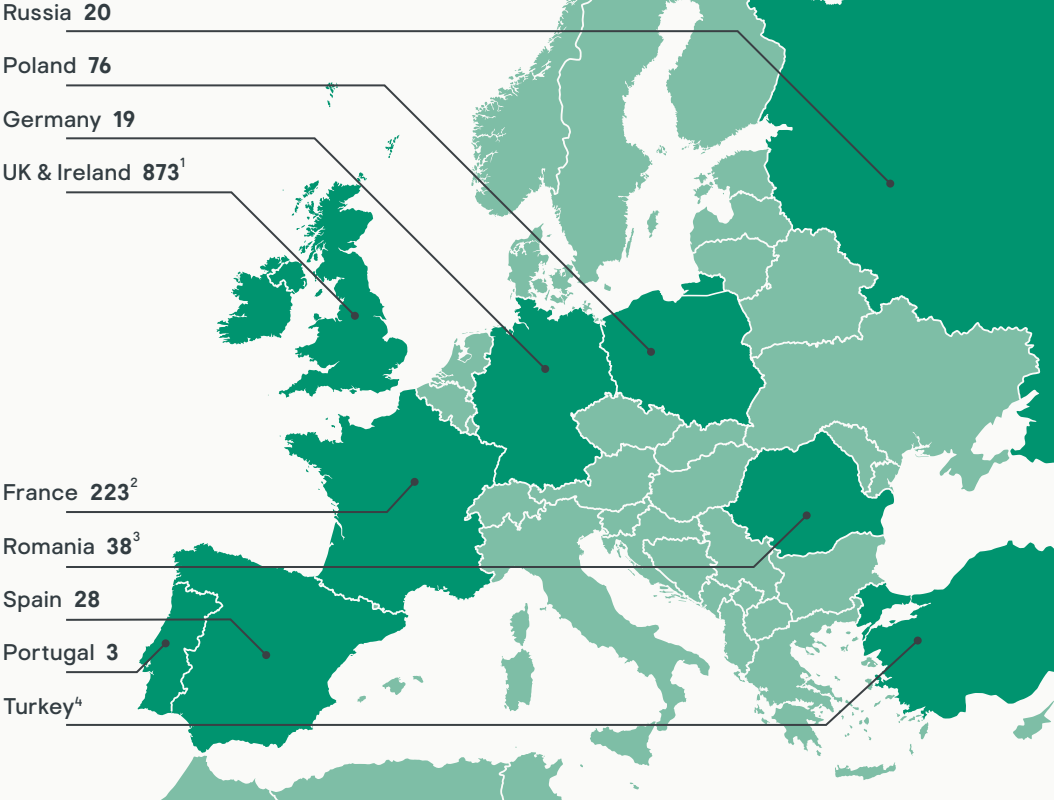 Russia 20
Poland 76
Germany 19
UK & Ireland 873¹
France 223²
Romania 38³
Spain 28
Portugal 3
Turkey⁴